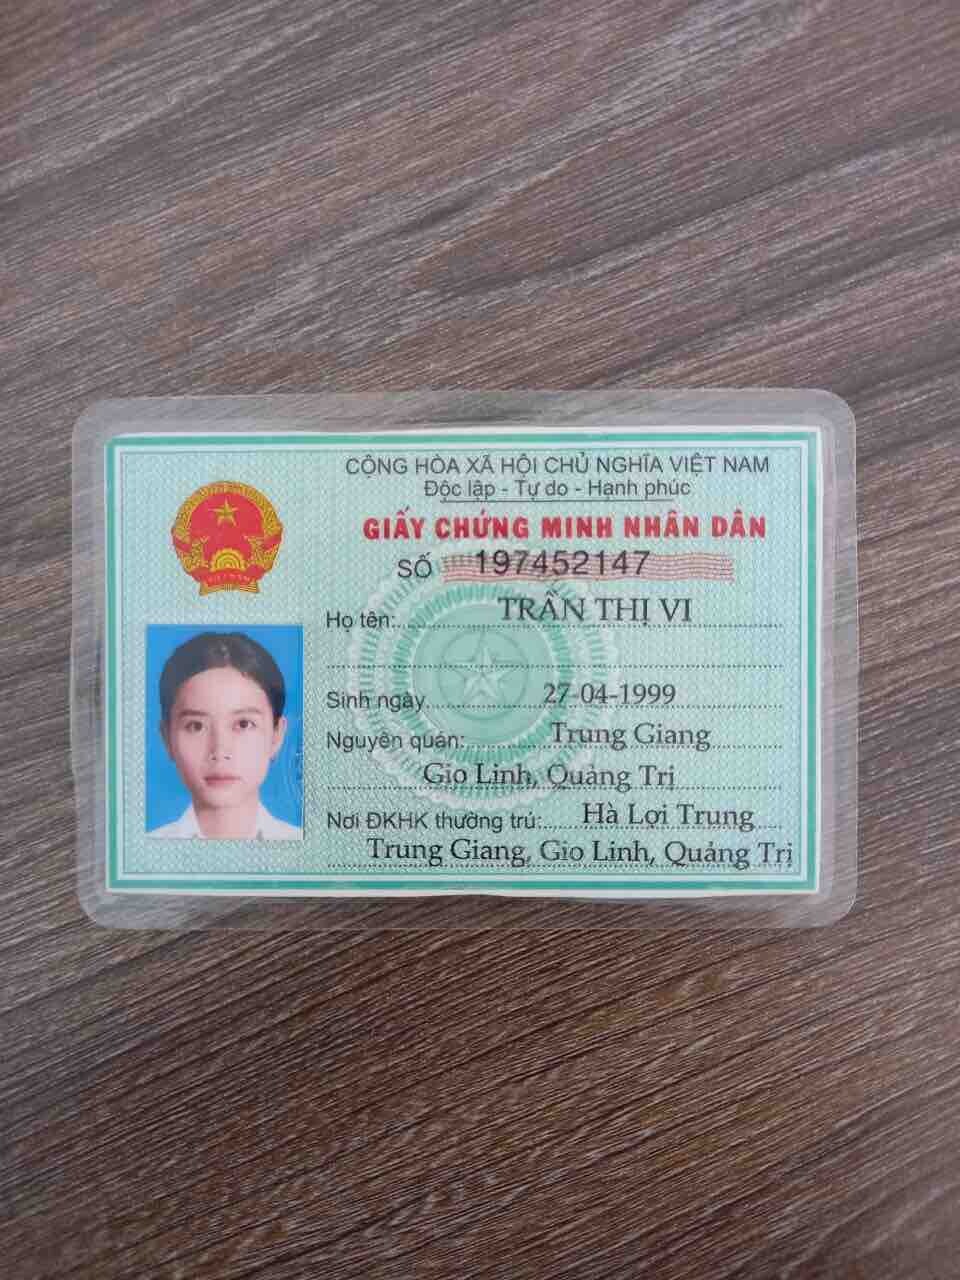 CỘNG HÒA XÃ HỘI CHỦ NGHĨA VIỆT NAM
Độc lập - Tự do - Hạnh phúc
GIẤY CHỨNG MINH NHÂN DÂN
SỐ 197452147
Họ tên: TRẦN THỊ VI
Sinh ngày 27-04-1999
Nguyên quán: Trung Giang
Gio Linh, Quảng Trị
Nơi ĐKHK thường trú: Hà Lợi Trung
Trung Giang, Gio Linh, Quảng Trị
VIỆT NAM